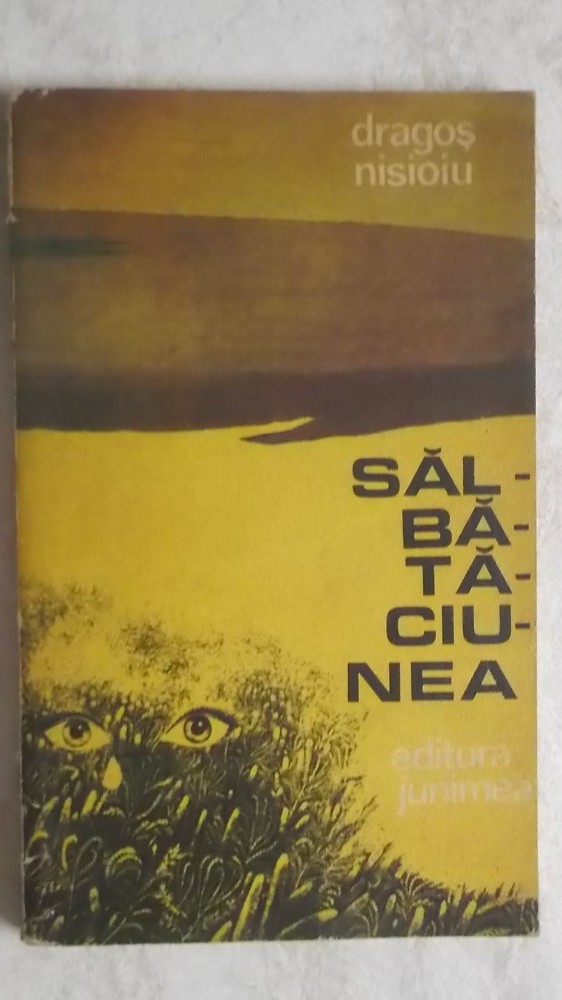 dragoș
nisioiu
SĂL-
BĂ-
TĂ-
CIU-
NEA
editura
junimea